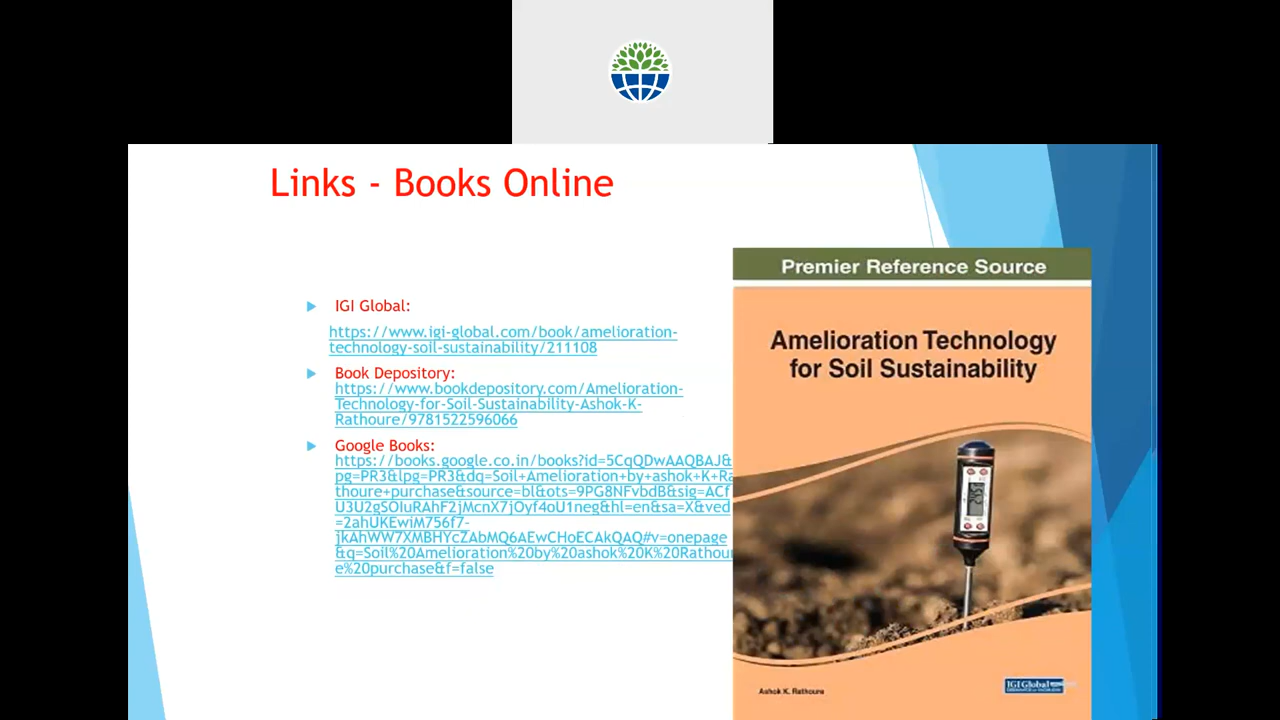 Links - Books Online
IGI Global:
https://www.igi-global.com/book/amelioration-
technology-soil-sustainability/211108
Book Depository:
https://www.bookdepository.com/Amelioration-
Technology-for-Soil-Sustainability-Ashok-K-
Rathoure/9781522596066
Google Books:
https://books.google.co.in/books?id=5CqQDwAAQBAJ&
pg=PR3&lpg=PR3&dq=Soil+Amelioration+by+ashok+K+Ra
thoure+purchase&source=bl&ots=9PG8NFvbdB&sig=ACf
U3U2gSOIuRAhF2jMcnX7jOyf4oU1neg&hl=en&sa=X&ved
=2ahUKEwiM756f7-
jkAhWW7XMBHYcZAbMQ6AEwCHoECAkQAQ#v=onepage
&q=Soil%20Amelioration%20by%20ashok%20K%20Rathour
e%20purchase&f=false
Premier Reference Source
Amelioration Technology
for Soil Sustainability
Ashok K. Rathoure
IGI Global